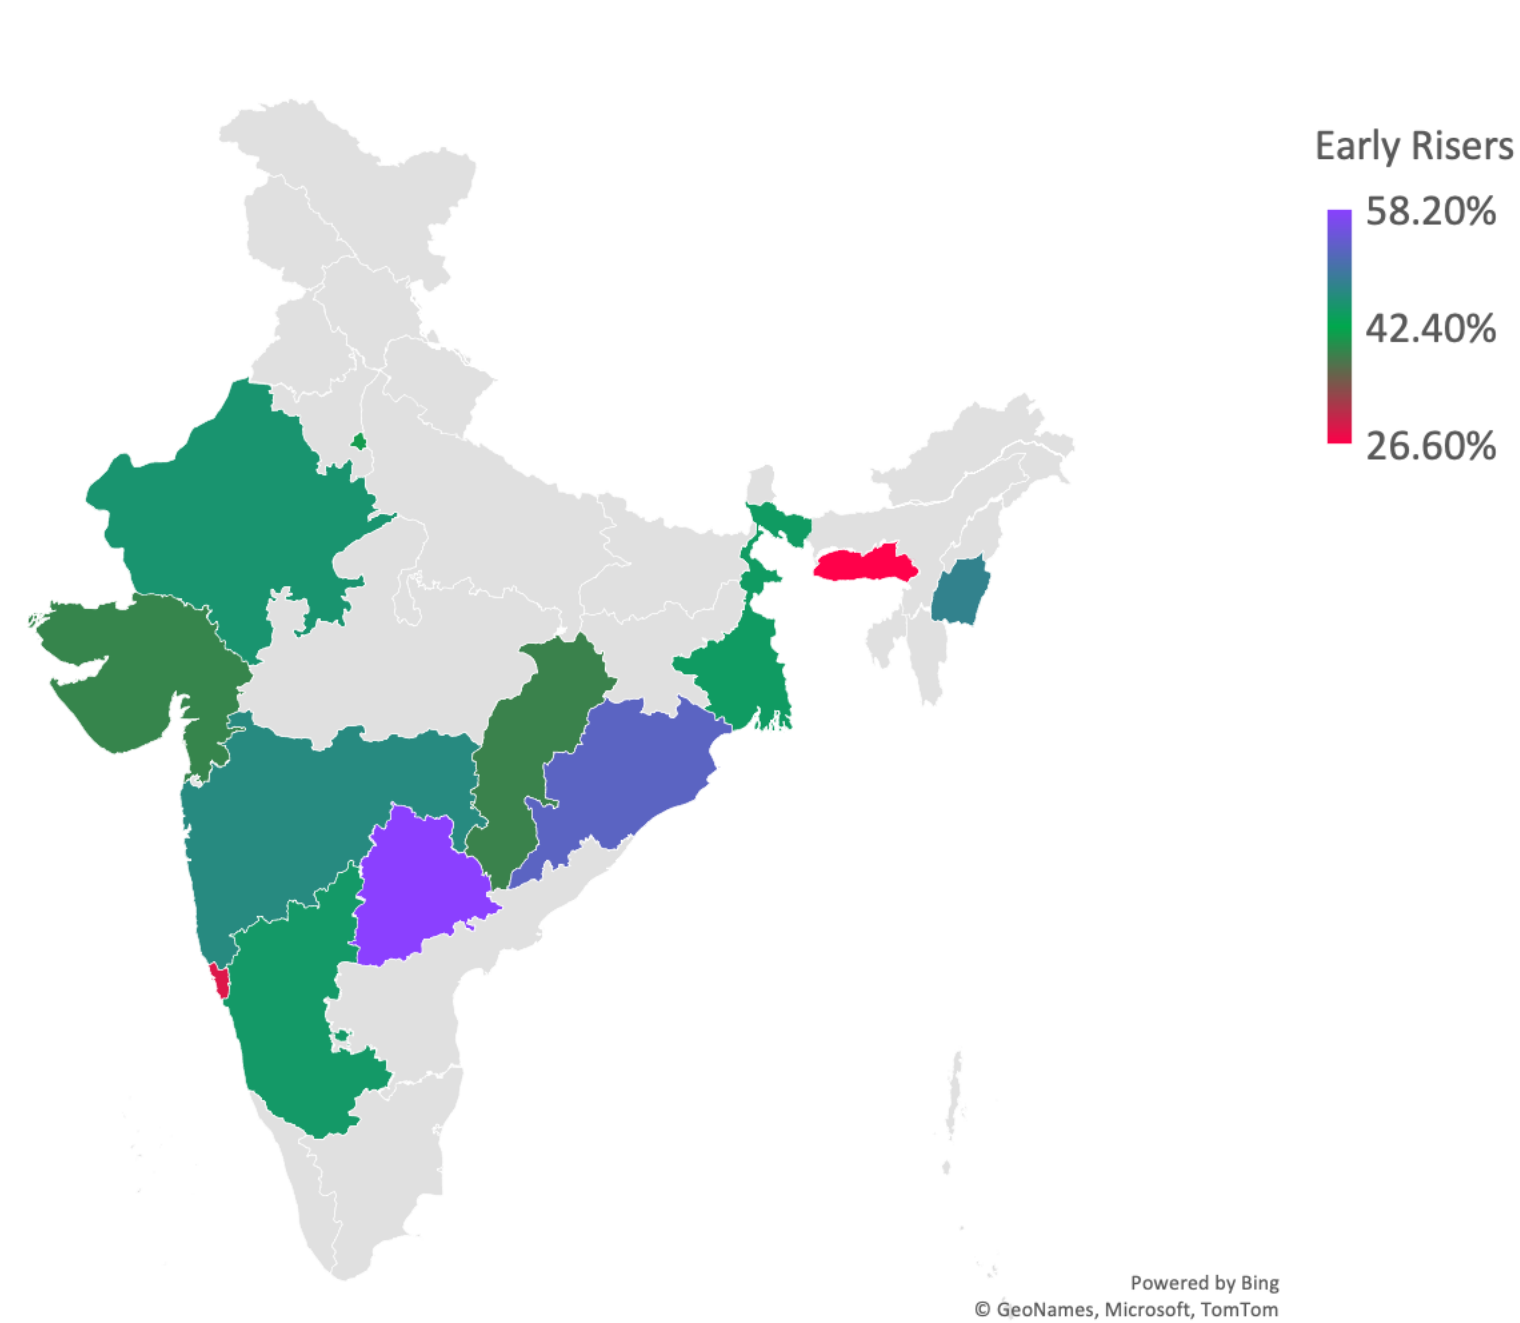 Early Risers
58.20%
42.40%
26.60%
Powered by Bing
© GeoNames, Microsoft, TomTom